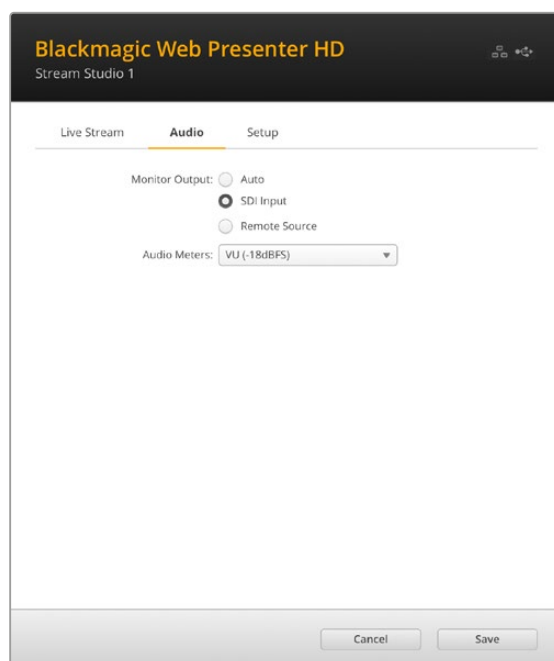 Blackmagic Web Presenter HD
Stream Studio 1
Live Stream Audio Setup
Monitor Output: Auto
SDI Input
Remote Source
Audio Meters: VU (-18dBFS)
Cancel Save